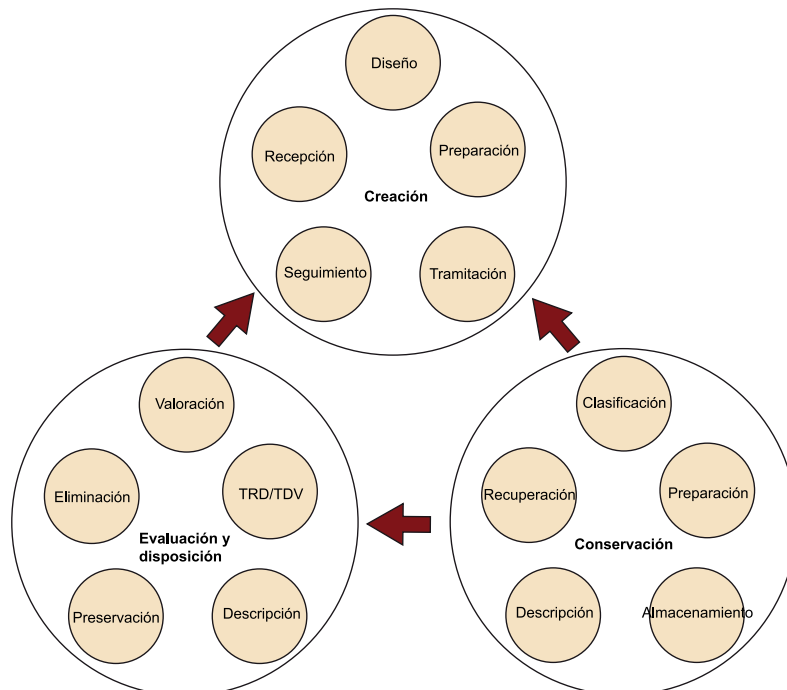 Diseño
Recepción
Preparación
Creación
Seguimiento
Tramitación
Valoración
Eliminación
TRD/TDV
Evaluación y
disposición
Preservación
Descripción
Clasificación
Recuperación
Preparación
Conservación
Descripción
Almacenamiento